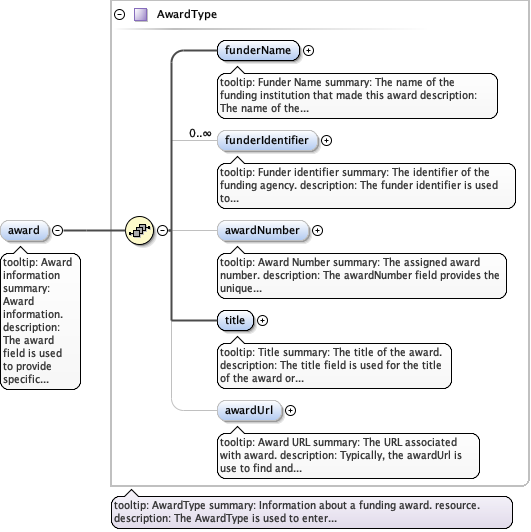 AwardType
funderName
tooltip: Funder Name summary: The name of the
funding institution that made this award description:
The name of the...
0..∞
funderIdentifier
tooltip: Funder identifier summary: The identifier of the
funding agency. description: The funder identifier is used
to...
award
tooltip: Award
information
summary:
Award
information.
description:
The award
field is used
to provide
specific...
awardNumber
tooltip: Award Number summary: The assigned award
number. description: The awardNumber field provides the
unique...
title
tooltip: Title summary: The title of the award.
description: The title field is used for the title
of the award or...
awardUrl
tooltip: Award URL summary: The URL associated
with award. description: Typically, the awardUrl is
use to find and...
tooltip: AwardType summary: Information about a funding award. resource.
description: The AwardType is used to enter...